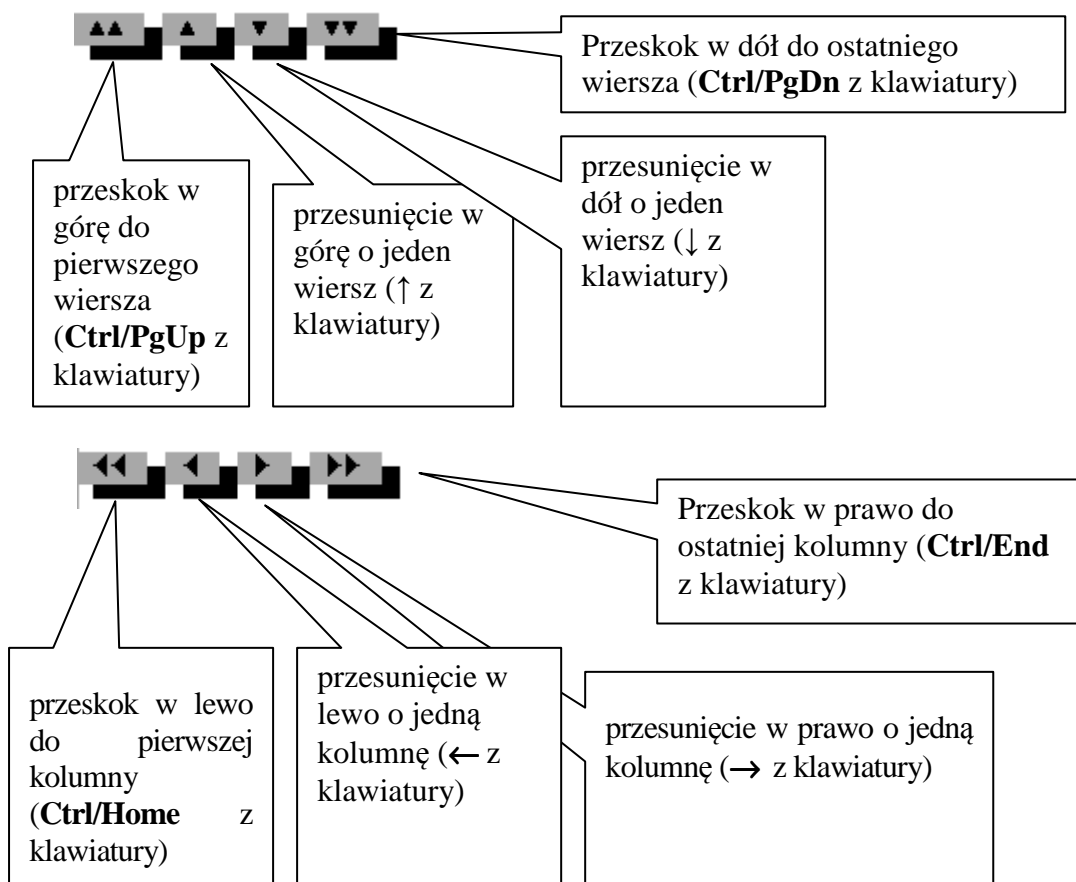 Przeskok w dół do ostatniego
wiersza (Ctrl/PgDn z klawiatury)
przeskok w
górę do
pierwszego
wiersza
(Ctrl/PgUp z
klawiatury)
przesunięcie w
górę o jeden
wiersz (↑ z
klawiatury)
przesunięcie w
dół o jeden
wiersz (↓ z
klawiatury)
Przeskok w prawo do
ostatniej kolumny (Ctrl/End
z klawiatury)
przeskok w lewo
do pierwszej
kolumny
(Ctrl/Home z
klawiatury)
przesunięcie w
lewo o jedną
kolumnę (← z
klawiatury)
przesunięcie w prawo o jedną
kolumnę (→ z klawiatury)